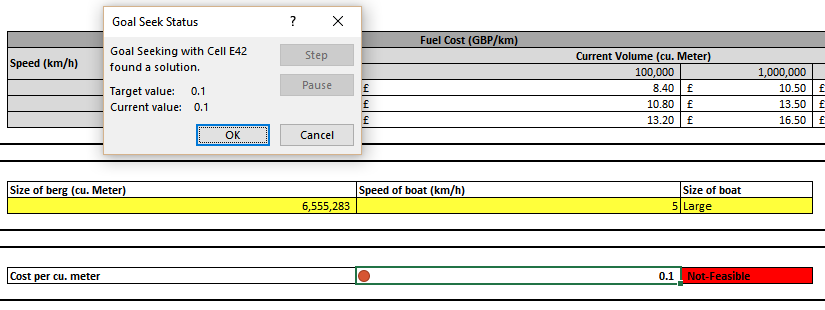 Goal Seek Status ? ×
Goal Seeking with Cell E42
found a solution.
Step
Target value: 0.1
Pause
Current value: 0.1
OK Cancel
Fuel Cost (GBP/km)
Speed (km/h) Current Volume (cu. Meter)
100,000 1,000,000
£ 8.40 £ 10.50 £
£ 10.80 £ 13.50 £
£ 13.20 £ 16.50 £
Size of berg (cu. Meter) Speed of boat (km/h) Size of boat
6,555,283 5 Large
Cost per cu. meter 0.1 Not-Feasible